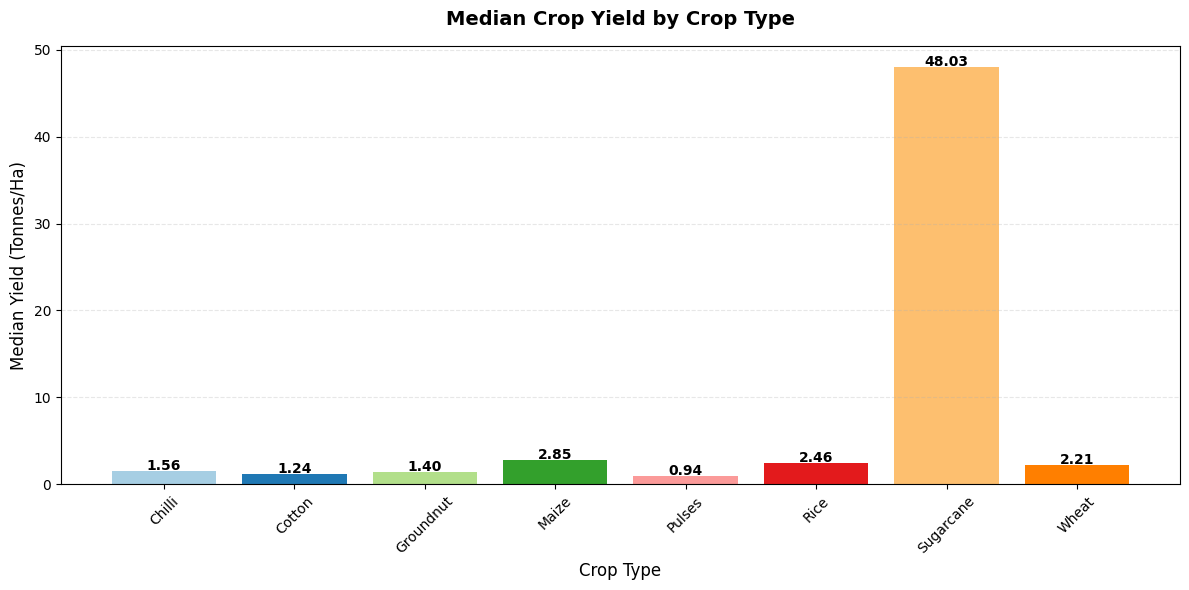 Median Crop Yield by Crop Type
Median Yield (Tonnes/Ha)
50
40
30
20
10
0
1.56
1.24
1.40
2.85
0.94
2.46
48.03
2.21
Chilli
Cotton
Groundnut
Maize
Pulses
Rice
Sugarcane
Wheat
Crop Type